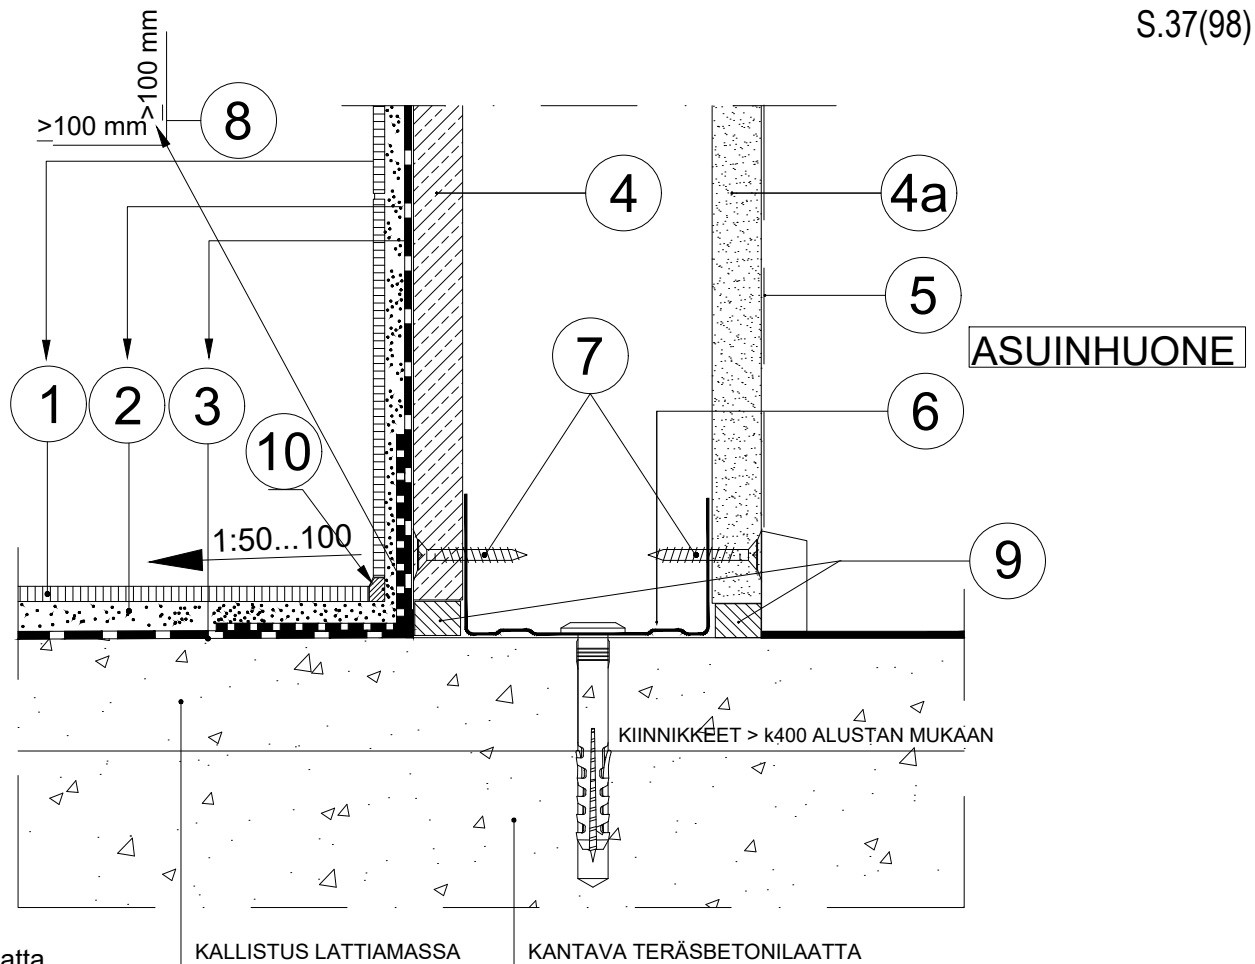 S.37(98)
>100 mm
>100 mm
8
4
4a
5
ASUINHUONE
7
1
2
3
6
10
1:50...100
9
KIINNIKKEET > k400 ALUSTAN MUKAAN
KALLISTUS LATTIAMASSA
KANTAVA TERÄSBETONILAATTA
atta